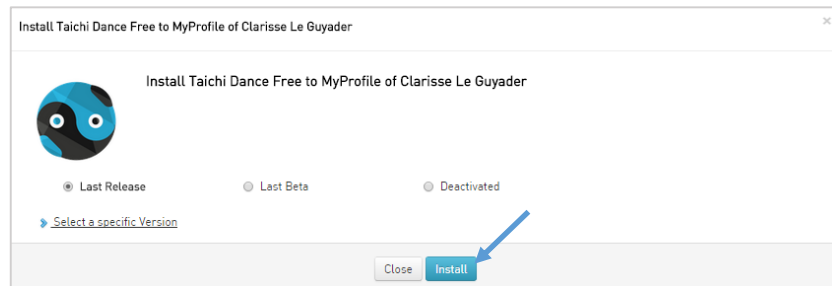 Install Taichi Dance Free to MyProfile of Clarisse Le Guyader
Install Taichi Dance Free to MyProfile of Clarisse Le Guyader
Last Release
Last Beta
Deactivated
Select a specific Version
Close
Install